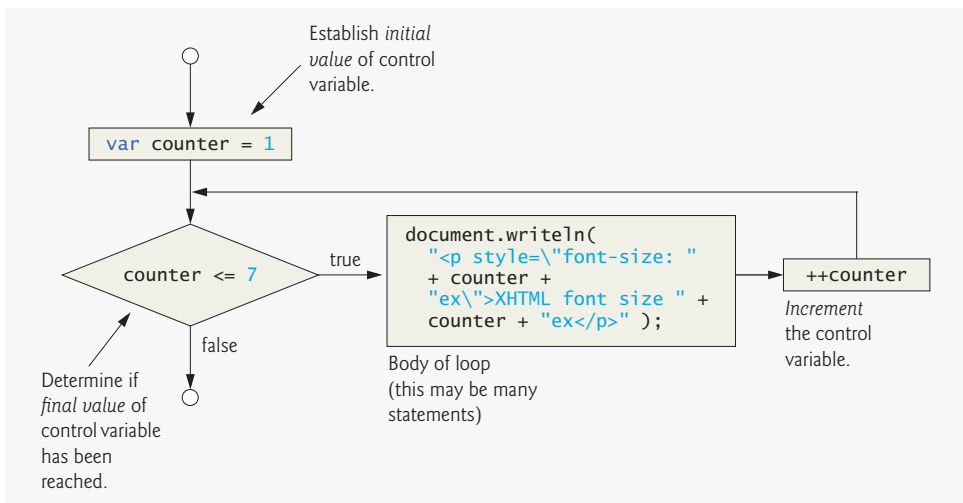 Establish initial
value of control
variable.
var counter = 1
counter <= 7
true
document.writeln(
"<p style=\"font-size: "
+ counter +
"ex\">XHTML font size " +
counter + "ex</p>" );
++counter
Increment
the control
variable.
false
Body of loop
(this may be many
statements)
Determine if
final value of
control variable
has been
reached.